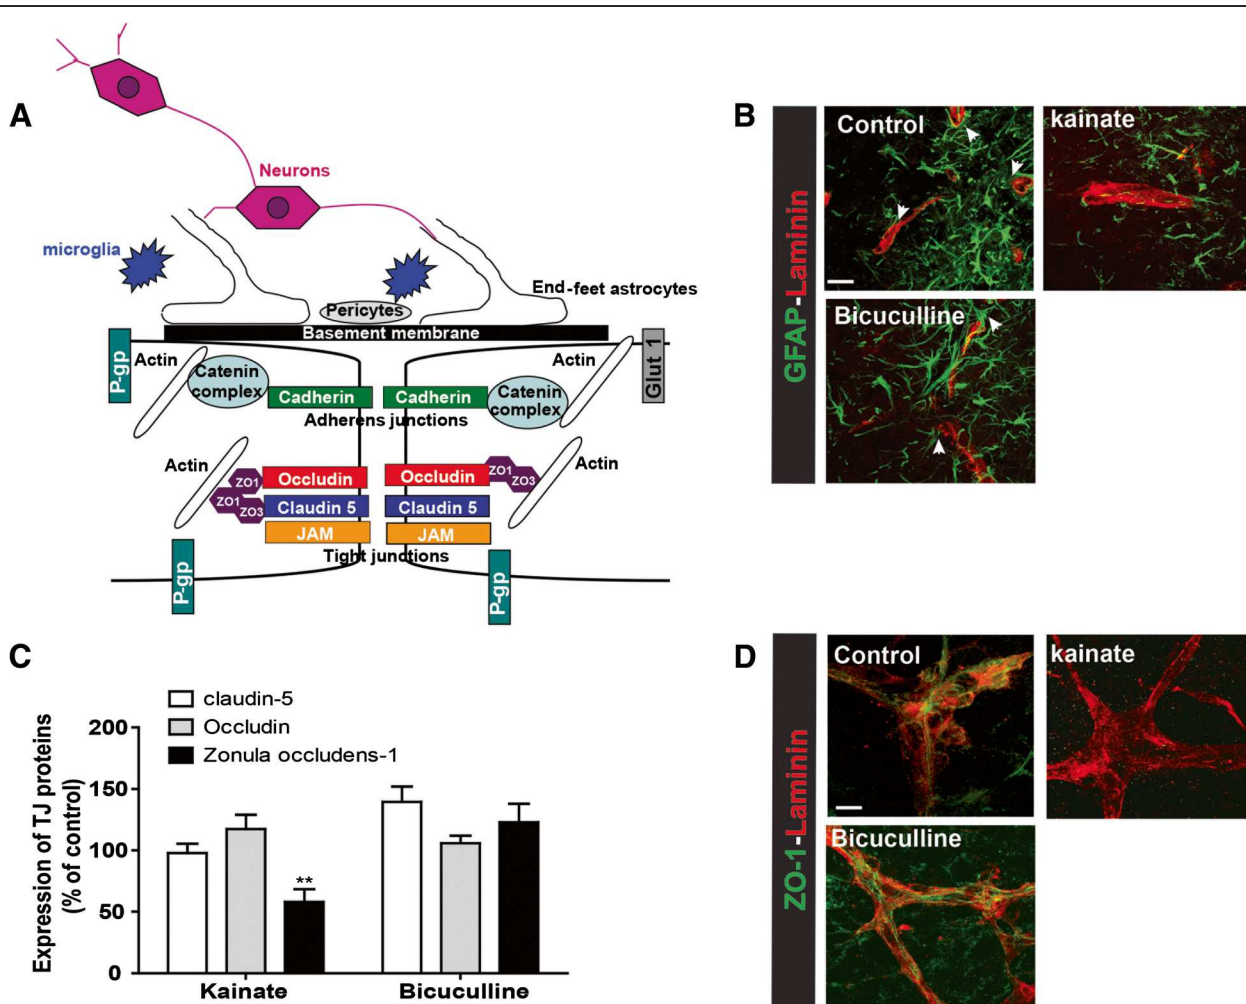 A
Neurons
microglia
End-feet astrocytes
Pericytes
Basement membrane
P-gp
Actin
Catenin
complex
Cadherin
Cadherin
Catenin
complex
Actin
Glut 1
Adherens junctions
Actin
ZO1
ZO1
ZO3
Occludin
Claudin 5
JAM
Occludin
Claudin 5
JAM
ZO1
ZO3
Actin
Tight junctions
P-gp
P-gp
B
GFAP-Laminin
Control
kainate
Bicuculline
C
claudin-5
Occludin
Zonula occludens-1
Expression of TJ proteins
(% of control)
200
150
100
50
0
**
Kainate
Bicuculline
D
ZO-1-Laminin
Control
kainate
Bicuculline